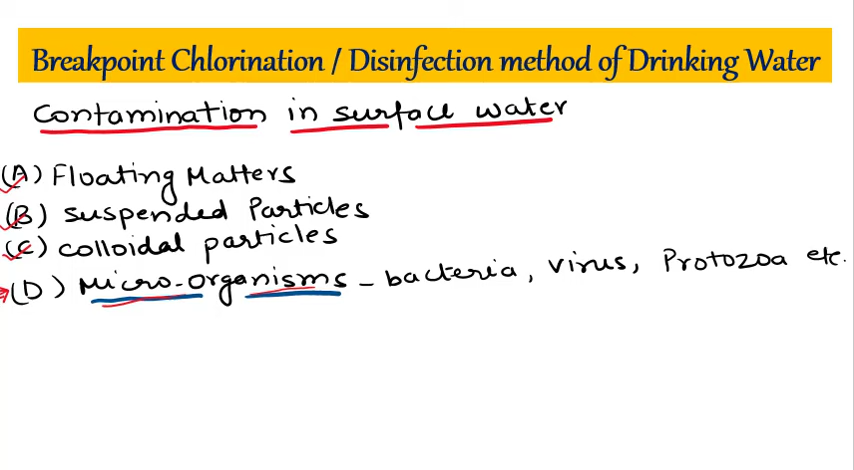 Breakpoint Chlorination / Disinfection method of Drinking Water
Contamination in surface water
(A) Floating Matters
(B) suspended Particles
(C) colloidal particles
(D) Micro-organisms - bacteria, virus, Protozoa etc.